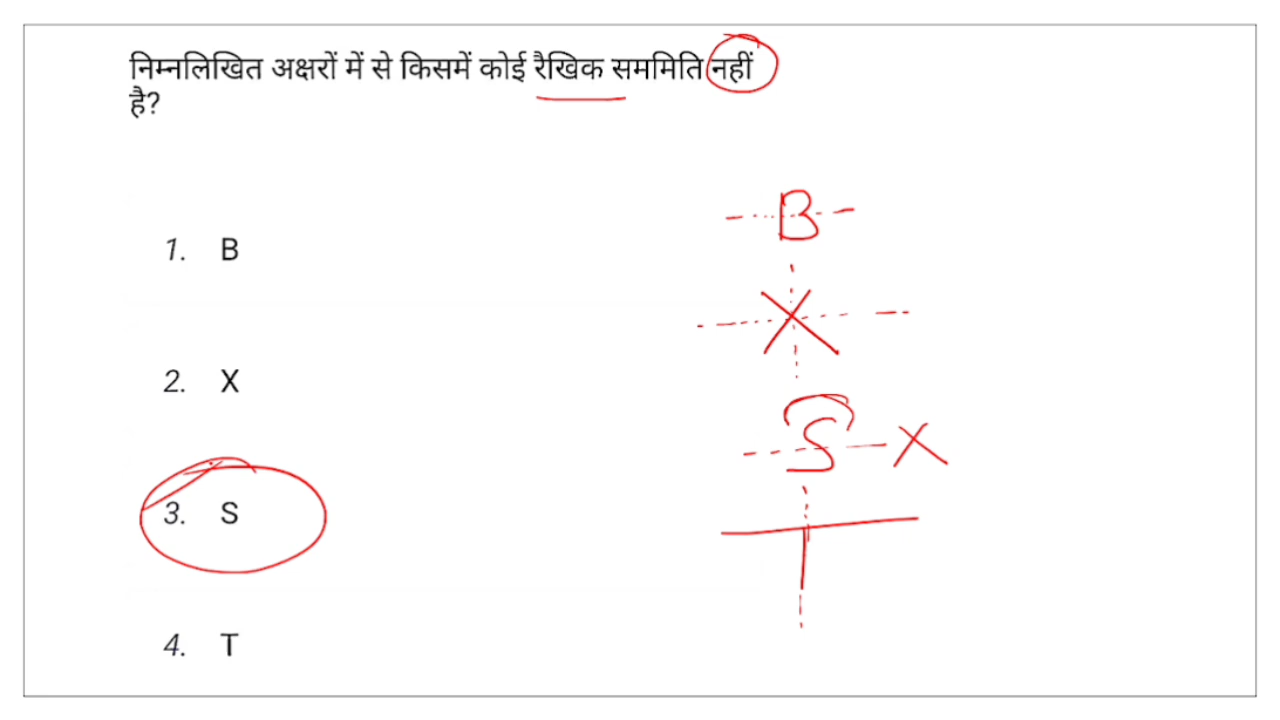 निम्नलिखित अक्षरों में से किसमें कोई रैखिक सममिति नहीं
है?
1. B
2. X
3. S
4. T
B
X
S X
T